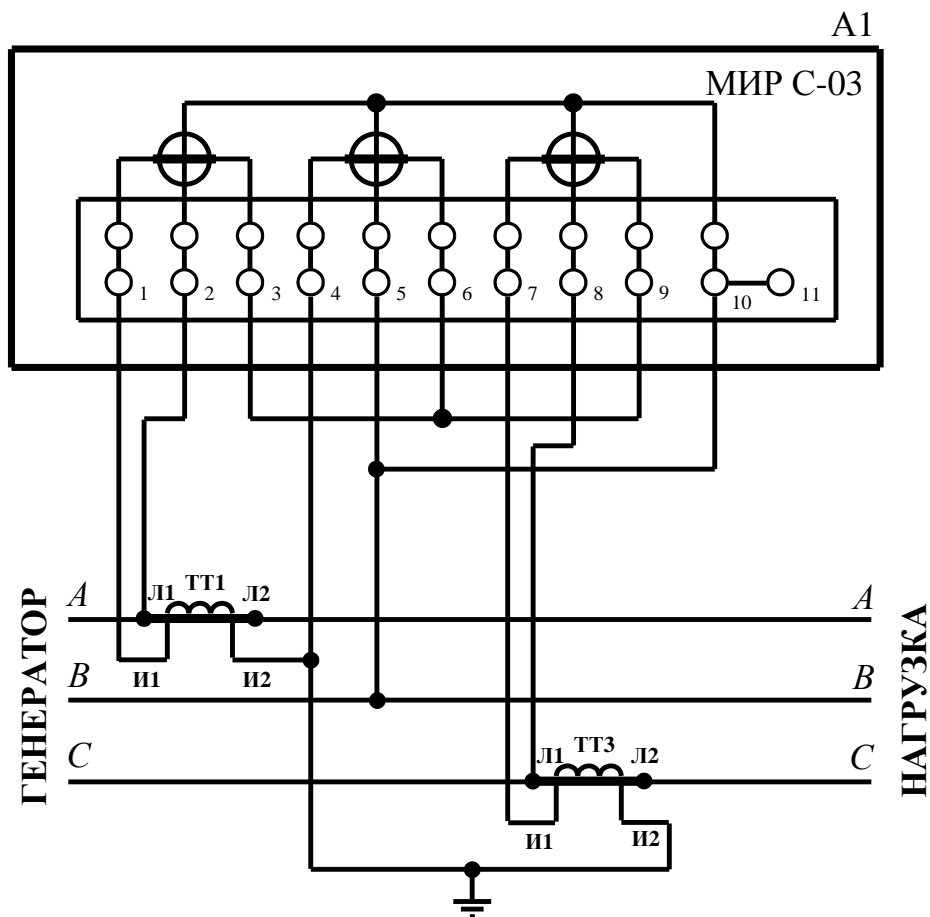 А1
МИР С-03
1 2 3 4 5 6 7 8 9 10 11
ГЕНЕРАТОР
НАГРУЗКА
A Л1 ТТ1 Л2 A
И1 И2
B B
C Л1 ТТ3 Л2 C
И1 И2